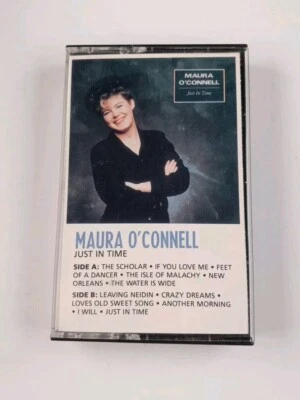 MAURA
O'CONNELL
Just In Time
MAURA O'CONNELL
JUST IN TIME
SIDE A: THE SCHOLAR • IF YOU LOVE ME • FEET
OF A DANCER • THE ISLE OF MALACHY • NEW
ORLEANS • THE WATER IS WIDE
SIDE B: LEAVING NEIDIN • CRAZY DREAMS •
LOVES OLD SWEET SONG • ANOTHER MORNING
• I WILL • JUST IN TIME